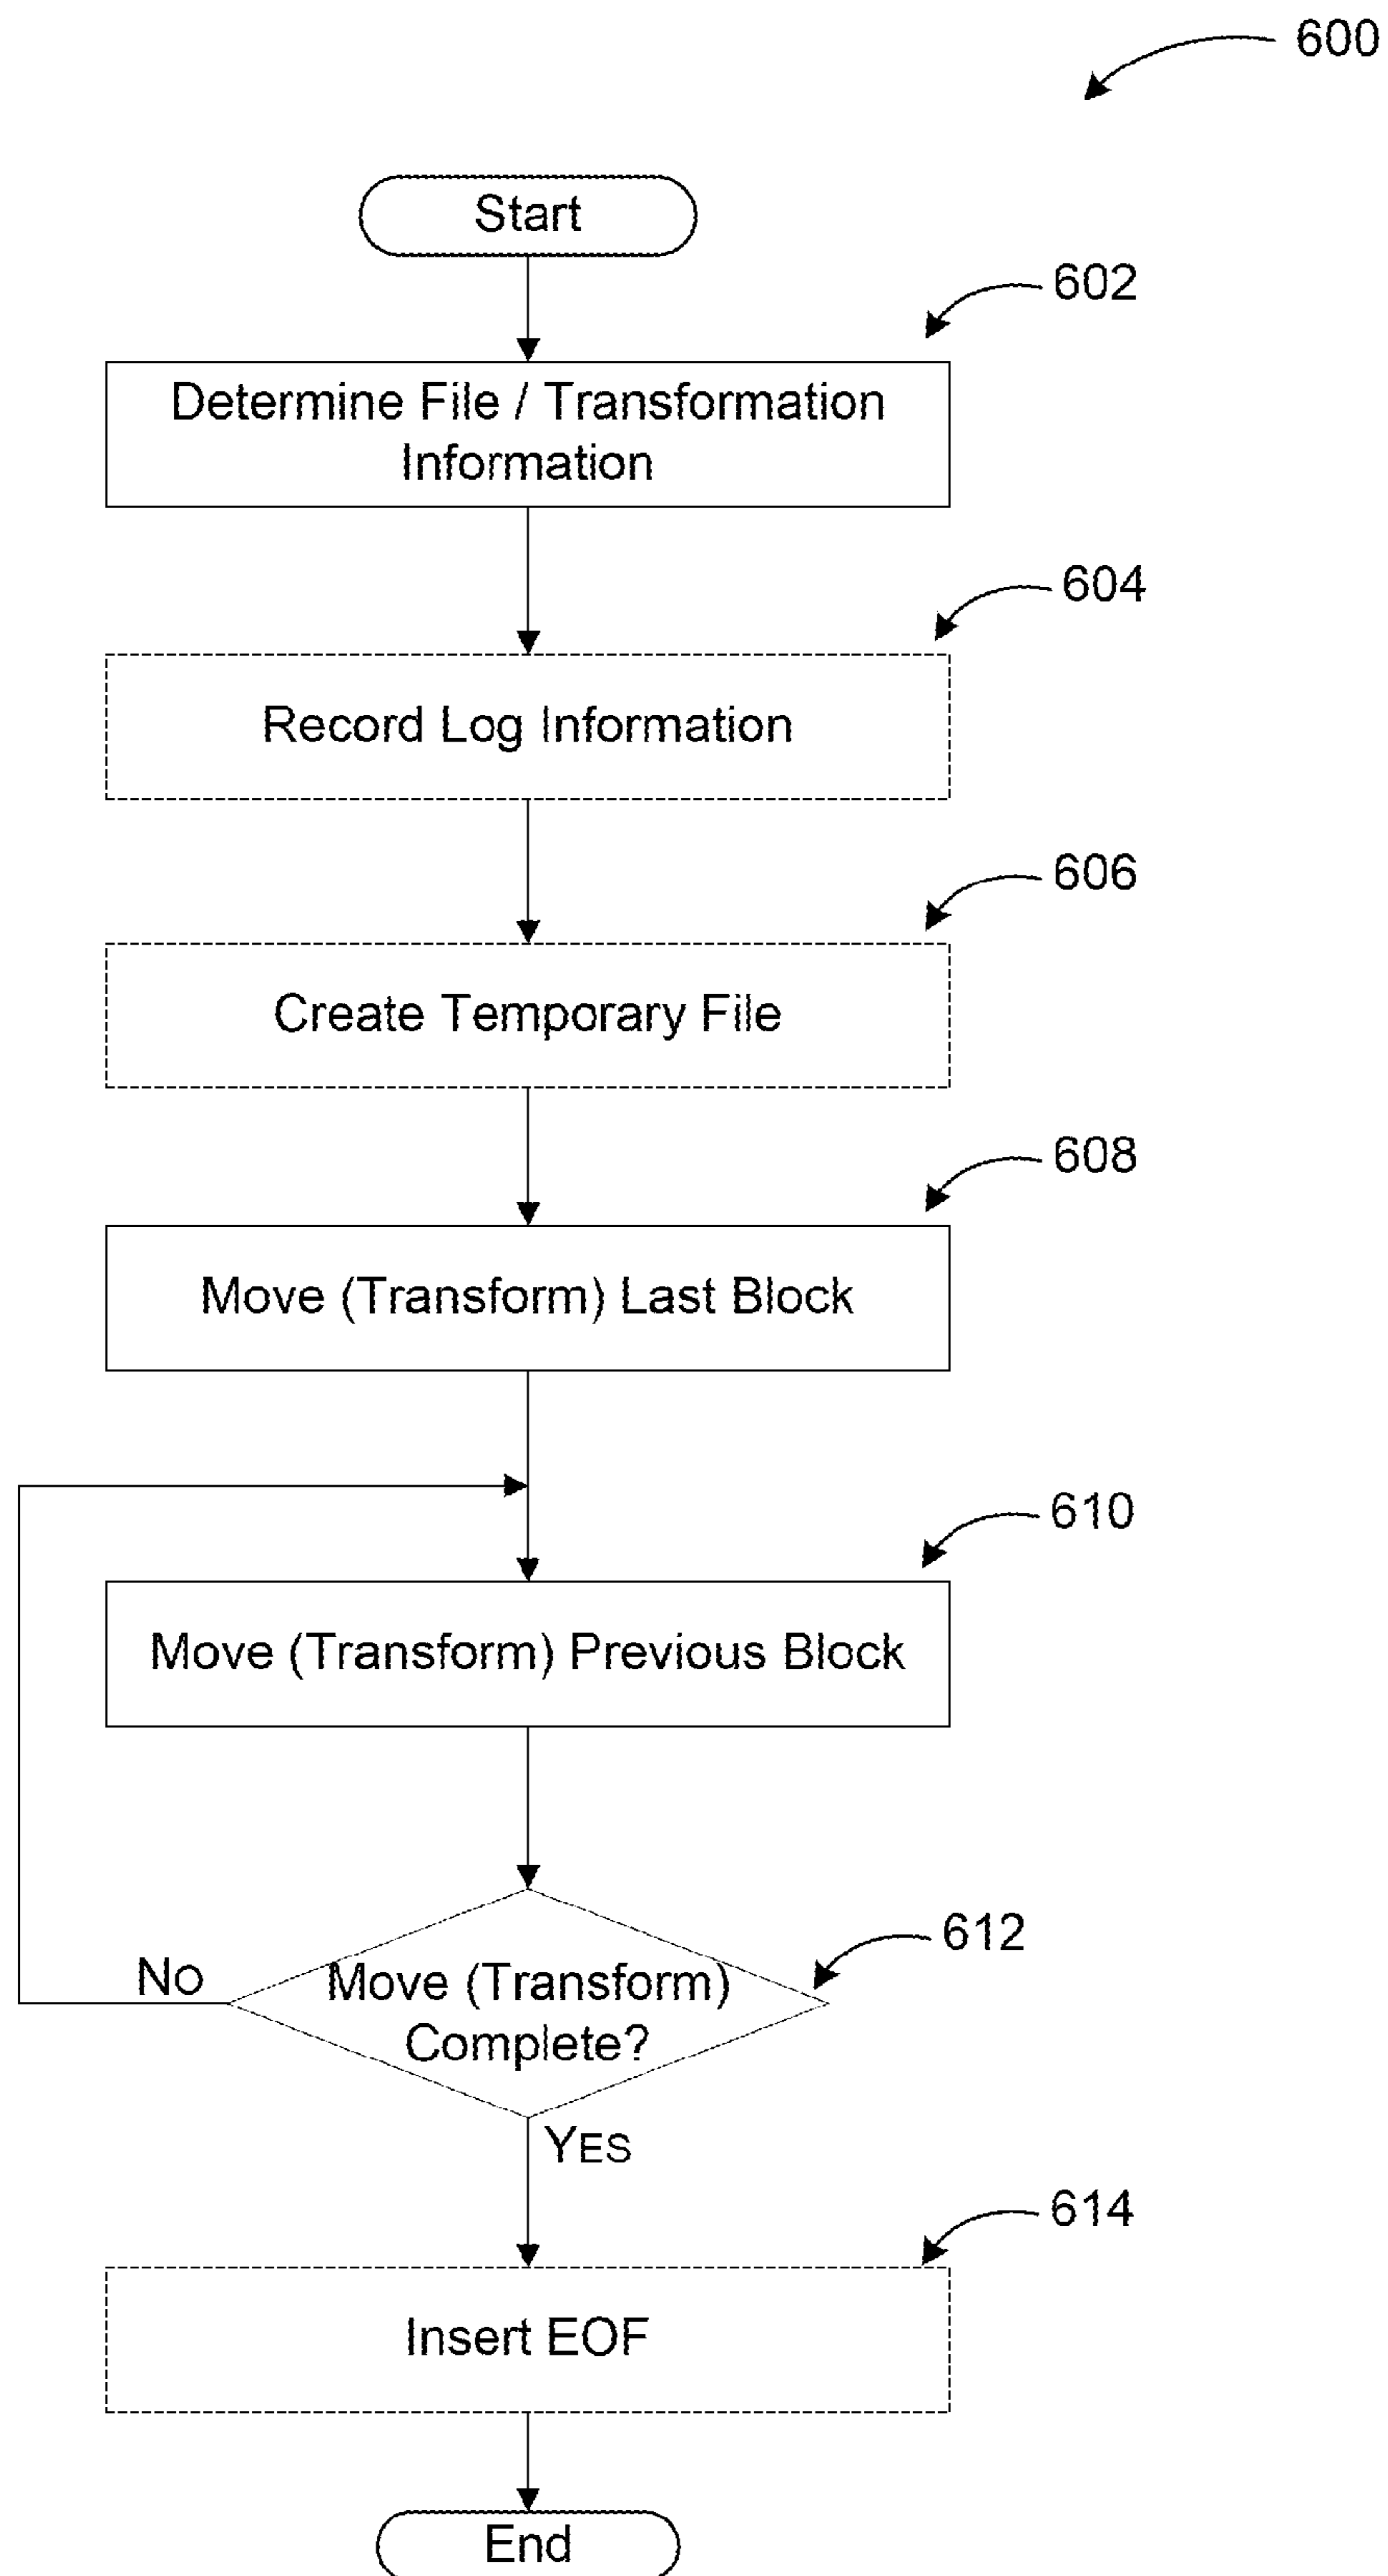 600
Start
602
Determine File / Transformation
Information
604
Record Log Information
606
Create Temporary File
608
Move (Transform) Last Block
610
Move (Transform) Previous Block
612
No
Move (Transform)
Complete?
YES
614
Insert EOF
End